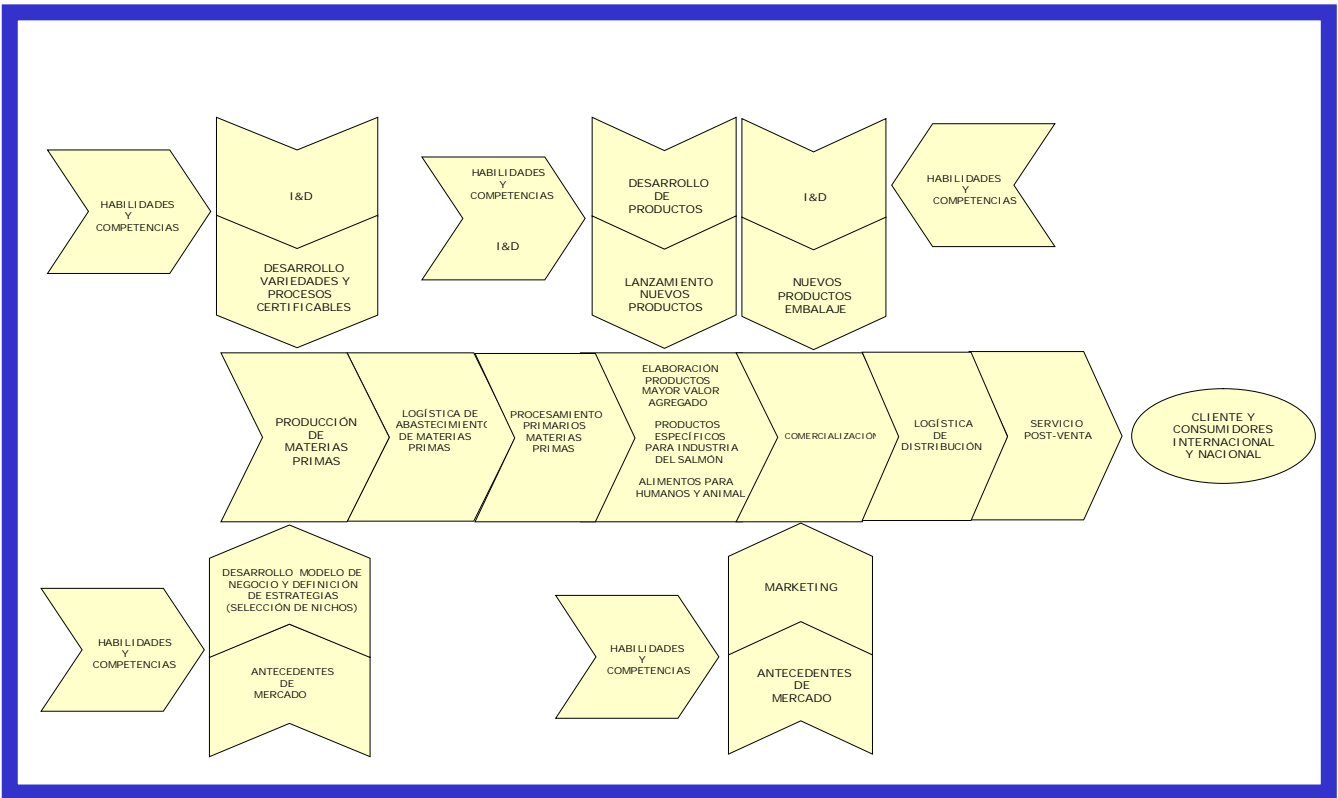 HABILIDADES
Y
COMPETENCIAS
I&D
DESARROLLO
VARIEDADES Y
PROCESOS
CERTIFICABLES
HABILIDADES
Y
COMPETENCIAS
I&D
DESARROLLO
DE
PRODUCTOS
LANZAMIENTO
NUEVOS
PRODUCTOS
I&D
NUEVOS
PRODUCTOS
EMBALAJE
HABILIDADES
Y
COMPETENCIAS
PRODUCCIÓN
DE
MATERIAS
PRIMAS
LOGÍSTICA DE
ABASTECIMIENTO
DE MATERIAS
PRIMAS
PROCESAMIENTO
PRIMARIOS
MATERIAS
PRIMAS
ELABORACIÓN
PRODUCTOS
MAYOR VALOR
AGREGADO
PRODUCTOS
ESPECÍFICOS
PARA INDUSTRIA
DEL SALMÓN
ALIMENTOS PARA
HUMANOS Y ANIMAL
COMERCIALIZACIÓN
LOGÍSTICA
DE
DISTRIBUCIÓN
SERVICIO
POST-VENTA
CLIENTE Y
CONSUMIDORES
INTERNACIONAL
Y NACIONAL
HABILIDADES
Y
COMPETENCIAS
DESARROLLO MODELO DE
NEGOCIO Y DEFINICIÓN
DE ESTRATEGIAS
(SELECCIÓN DE NICHOS)
ANTECEDENTES
DE
MERCADO
HABILIDADES
Y
COMPETENCIAS
MARKETING
ANTECEDENTES
DE
MERCADO